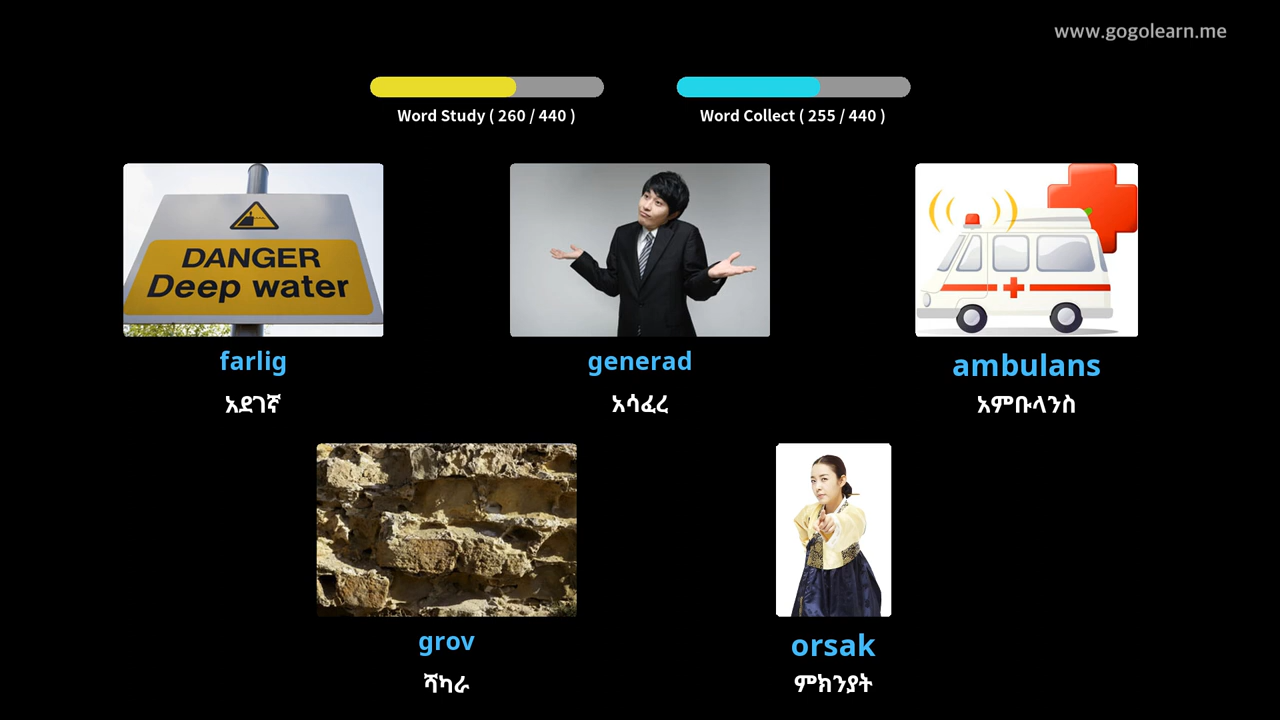 www.gogolearn.me
Word Study ( 260 / 440 )
Word Collect ( 255 / 440 )
DANGER
Deep water
farlig
አደገኛ
generad
አሳፈረ
ambulans
አምቡላንስ
grov
ሻካራ
orsak
ምክንያት